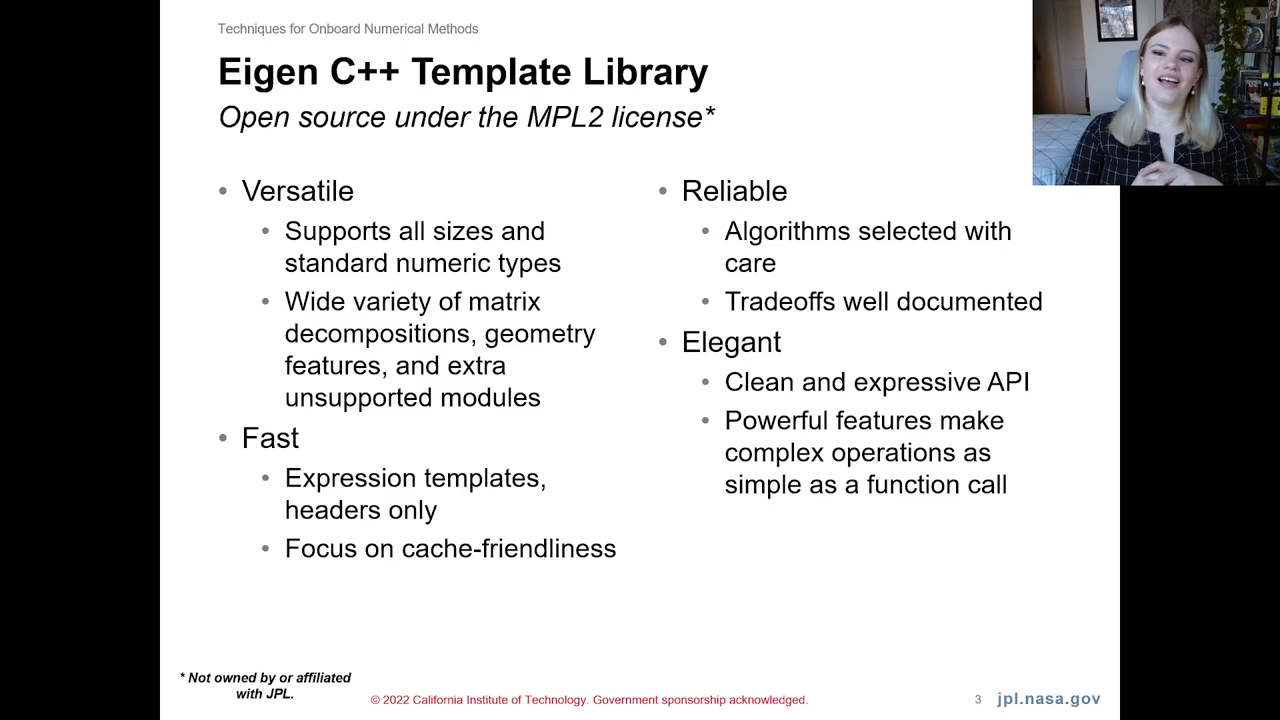 Techniques for Onboard Numerical Methods
Eigen C++ Template Library
Open source under the MPL2 license*
• Versatile
• Supports all sizes and
standard numeric types
• Wide variety of matrix
decompositions, geometry
features, and extra
unsupported modules
• Fast
• Expression templates,
headers only
• Focus on cache-friendliness
• Reliable
• Algorithms selected with
care
• Tradeoffs well documented
• Elegant
• Clean and expressive API
• Powerful features make
complex operations as
simple as a function call
* Not owned by or affiliated
with JPL.
© 2022 California Institute of Technology. Government sponsorship acknowledged.
3
jpl.nasa.gov